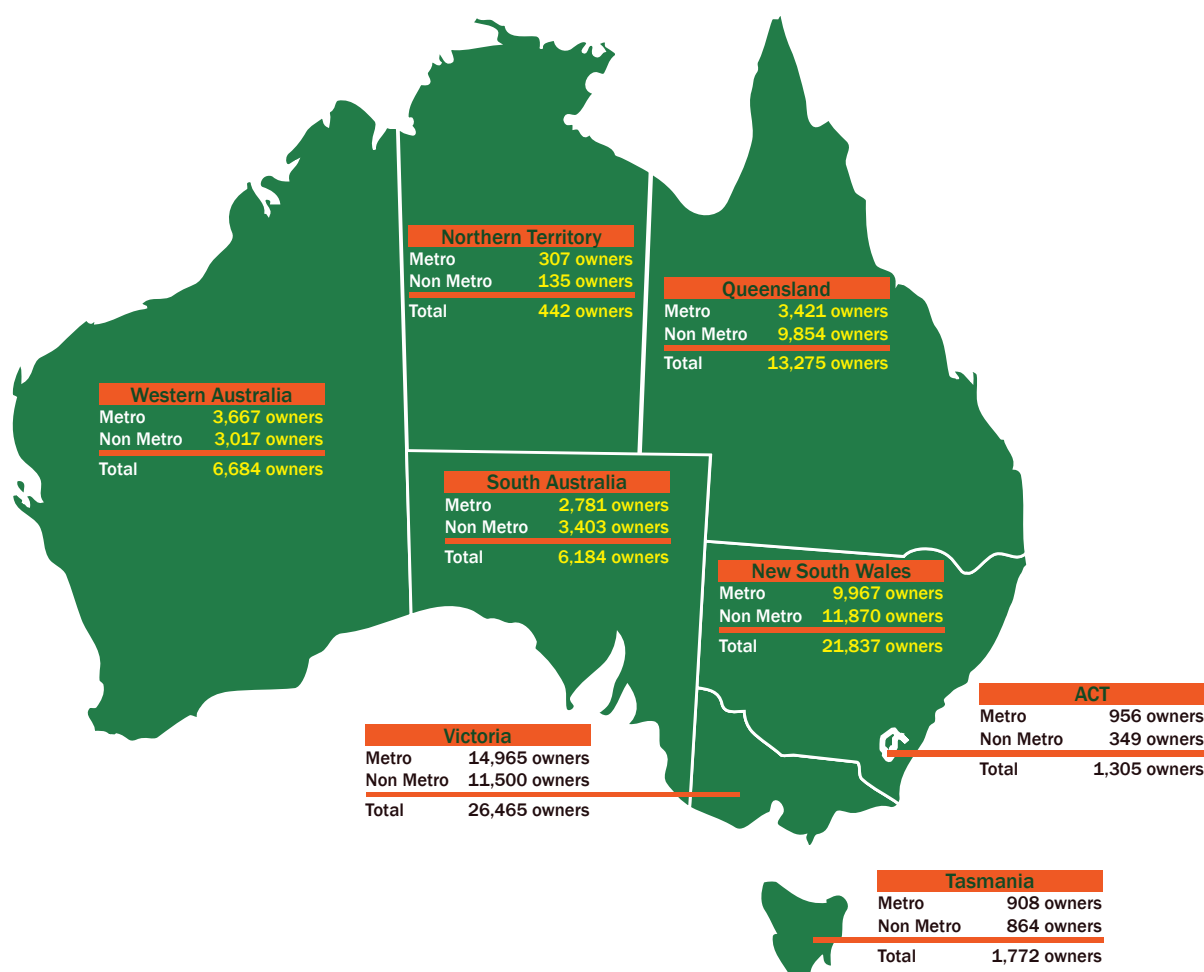 Northern Territory
Metro 307 owners
Non Metro 135 owners
Total 442 owners
Queensland
Metro 3,421 owners
Non Metro 9,854 owners
Total 13,275 owners
Western Australia
Metro 3,667 owners
Non Metro 3,017 owners
Total 6,684 owners
South Australia
Metro 2,781 owners
Non Metro 3,403 owners
Total 6,184 owners
New South Wales
Metro 9,967 owners
Non Metro 11,870 owners
Total 21,837 owners
ACT
Metro 956 owners
Non Metro 349 owners
Total 1,305 owners
Victoria
Metro 14,965 owners
Non Metro 11,500 owners
Total 26,465 owners
Tasmania
Metro 908 owners
Non Metro 864 owners
Total 1,772 owners